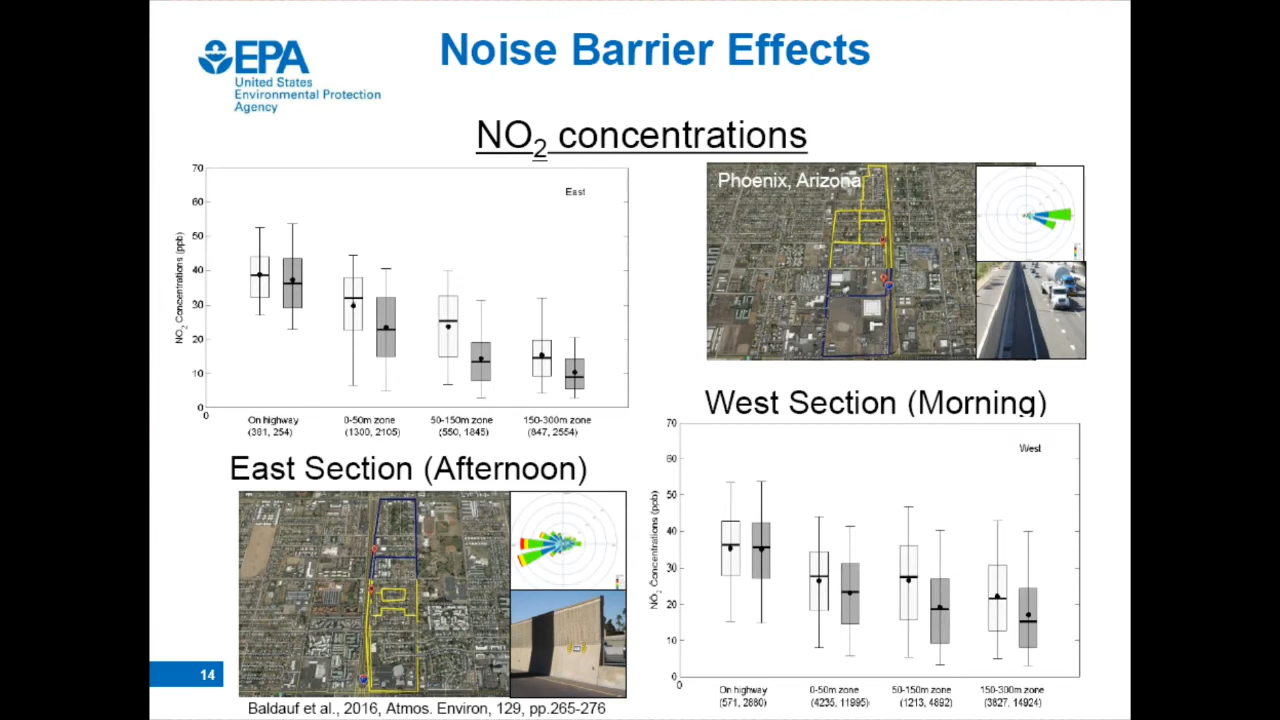 Noise Barrier Effects
EPA
United States
Environmental Protection
Agency
NO₂ concentrations
70
60
50
40
30
20
10
0
0
NO₂ Concentrations (ppb)
East
On highway
(381, 254)
0-50m zone
(1300, 2105)
50-150m zone
(550, 1845)
150-300m zone
(847, 2554)
Phoenix, Arizona
West Section (Morning)
East Section (Afternoon)
70
60
50
40
30
20
10
0
0
NO₂ Concentrations (ppb)
West
On highway
(571, 2880)
0-50m zone
(4235, 11995)
50-150m zone
(1213, 4892)
150-300m zone
(3827, 14924)
14
Baldauf et al., 2016, Atmos. Environ, 129, pp.265-276